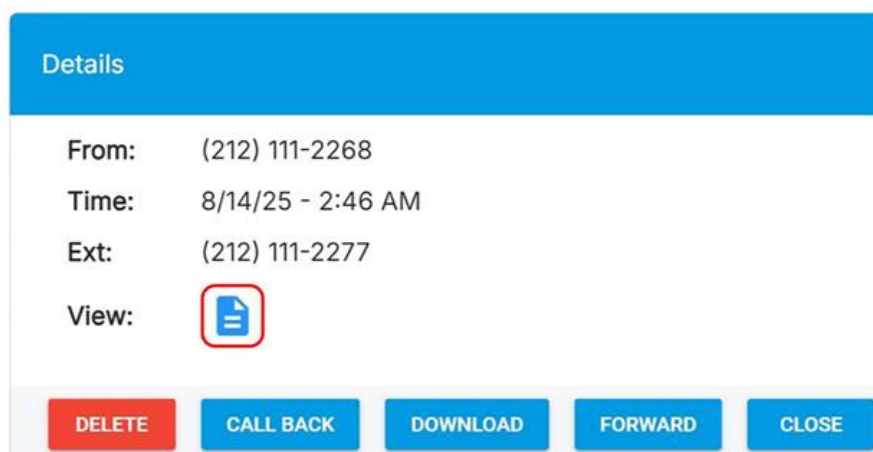 Details
From: (212) 111-2268
Time: 8/14/25 - 2:46 AM
Ext: (212) 111-2277
View:
DELETE CALL BACK DOWNLOAD FORWARD CLOSE